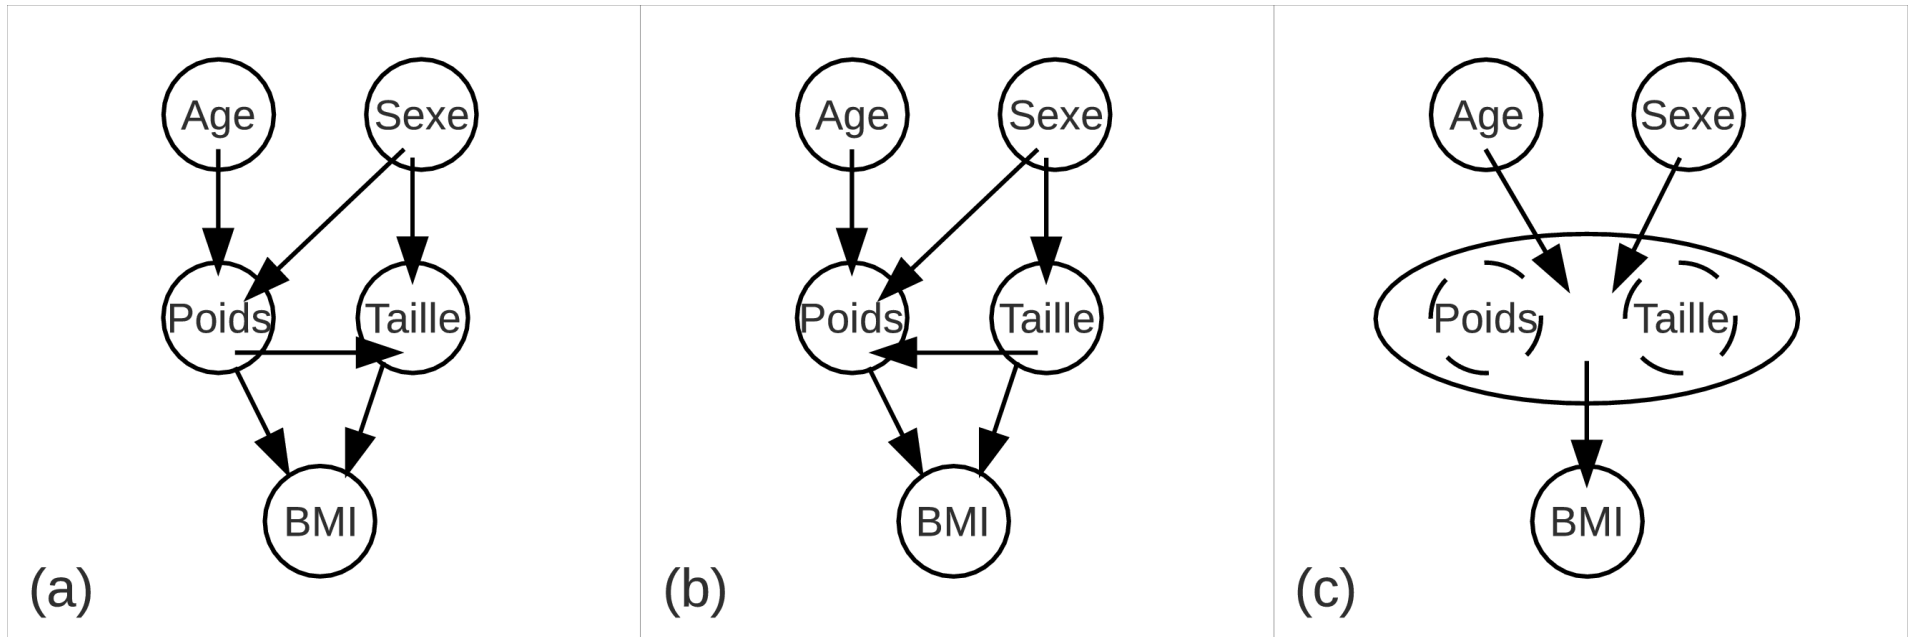 Age
Sexe
Poids
Taille
BMI
(a)
Age
Sexe
Poids
Taille
BMI
(b)
Age
Sexe
Poids
Taille
BMI
(c)